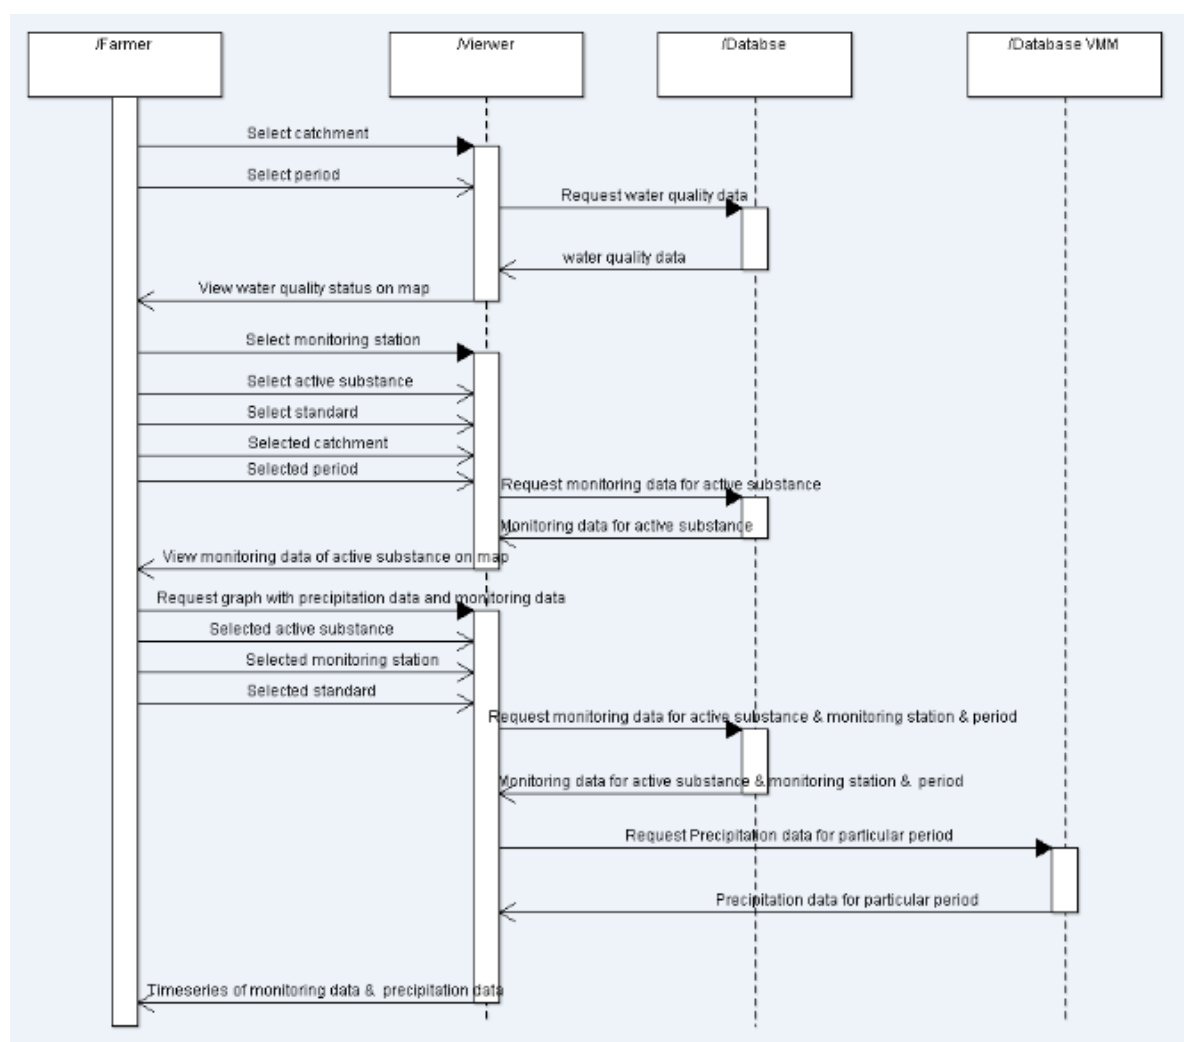 /Farmer
/Vierwer
/Databse
/Database VMM
Select catchment
Select period
Request water quality data
water quality data
View water quality status on map
Select monitoring station
Select active substance
Select standard
Selected catchment
Selected period
Request monitoring data for active substance
Monitoring data for active substance
View monitoring data of active substance on map
Request graph with precipitation data and monitoring data
Selected active substance
Selected monitoring station
Selected standard
Request monitoring data for active substance & monitoring station & period
Monitoring data for active substance & monitoring station & period
Request Precipitation data for particular period
Precipitation data for particular period
Timeseries of monitoring data & precipitation data